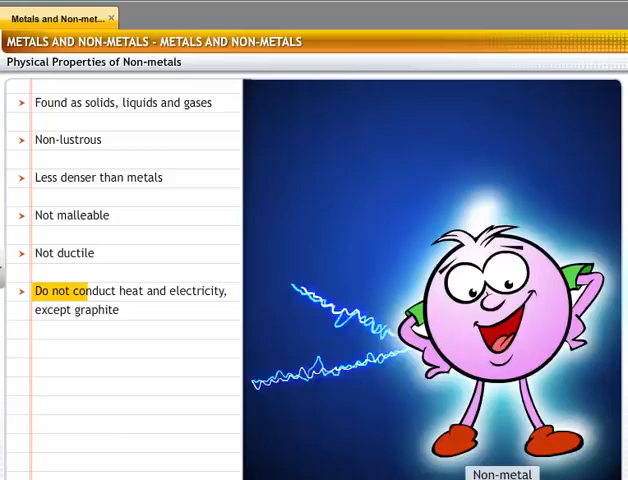 Metals and Non-met...
METALS AND NON-METALS - METALS AND NON-METALS
Physical Properties of Non-metals
Found as solids, liquids and gases
Non-lustrous
Less denser than metals
Not malleable
Not ductile
Do not conduct heat and electricity,
except graphite
Non-metal